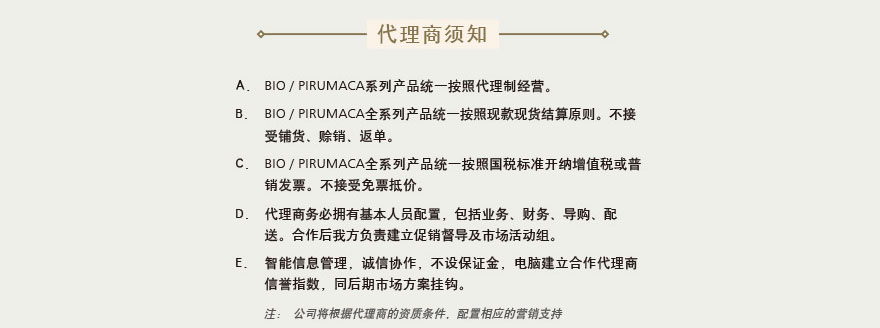 代理商须知
A. BIO / PIRUMACA系列产品统一按照代理制经营。
B. BIO / PIRUMACA全系列产品统一按照现款现货结算原则。不接
受铺货、赊销、返单。
C. BIO / PIRUMACA全系列产品统一按照国税标准开纳增值税或普
销发票。不接受免票抵价。
D. 代理商务必拥有基本人员配置，包括业务、财务、导购、配
送。合作后我方负责建立促销督导及市场活动组。
E. 智能信息管理，诚信协作，不设保证金，电脑建立合作代理商
信誉指数，同后期市场方案挂钩。
注： 公司将根据代理商的资质条件，配置相应的营销支持